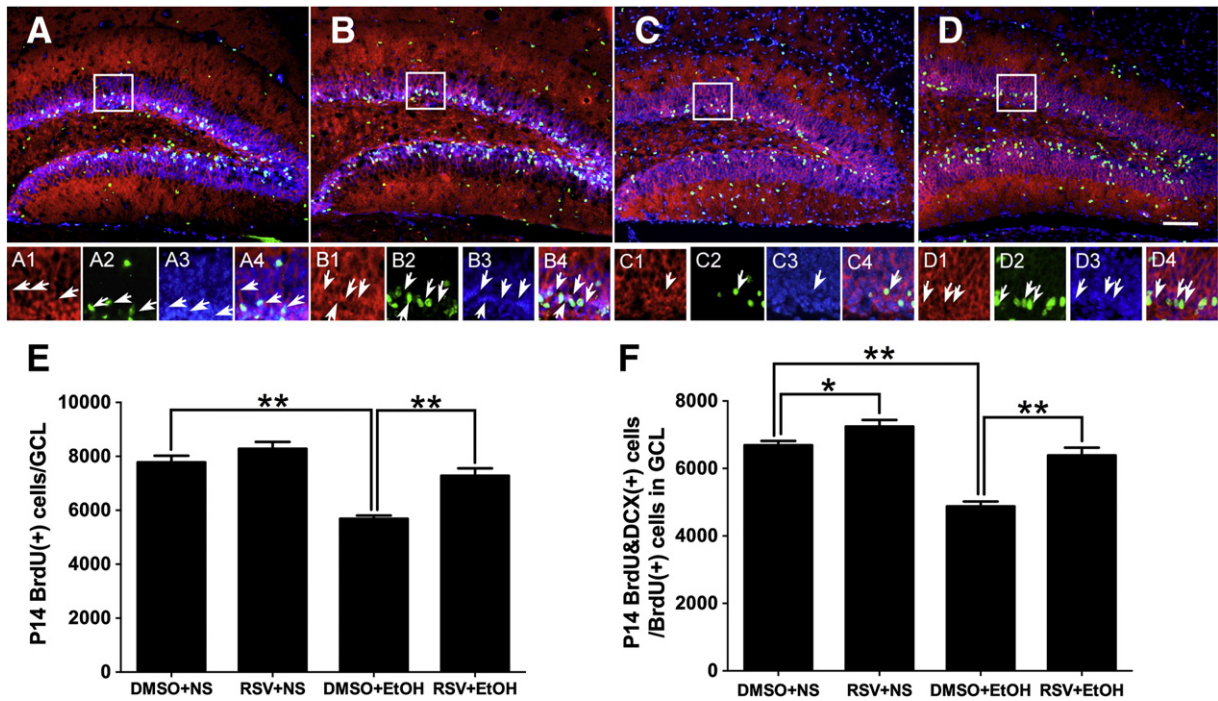 A B C D
A1 A2 A3 A4 B1 B2 B3 B4 C1 C2 C3 C4 D1 D2 D3 D4
E
P14 BrdU(+) cells/GCL
10000
8000
6000
4000
2000
0
** **
DMSO+NS RSV+NS DMSO+EtOH RSV+EtOH
F
P14 BrdU&DCX(+) cells
/BrdU(+) cells in GCL
8000
6000
4000
2000
0
**
* **
DMSO+NS RSV+NS DMSO+EtOH RSV+EtOH